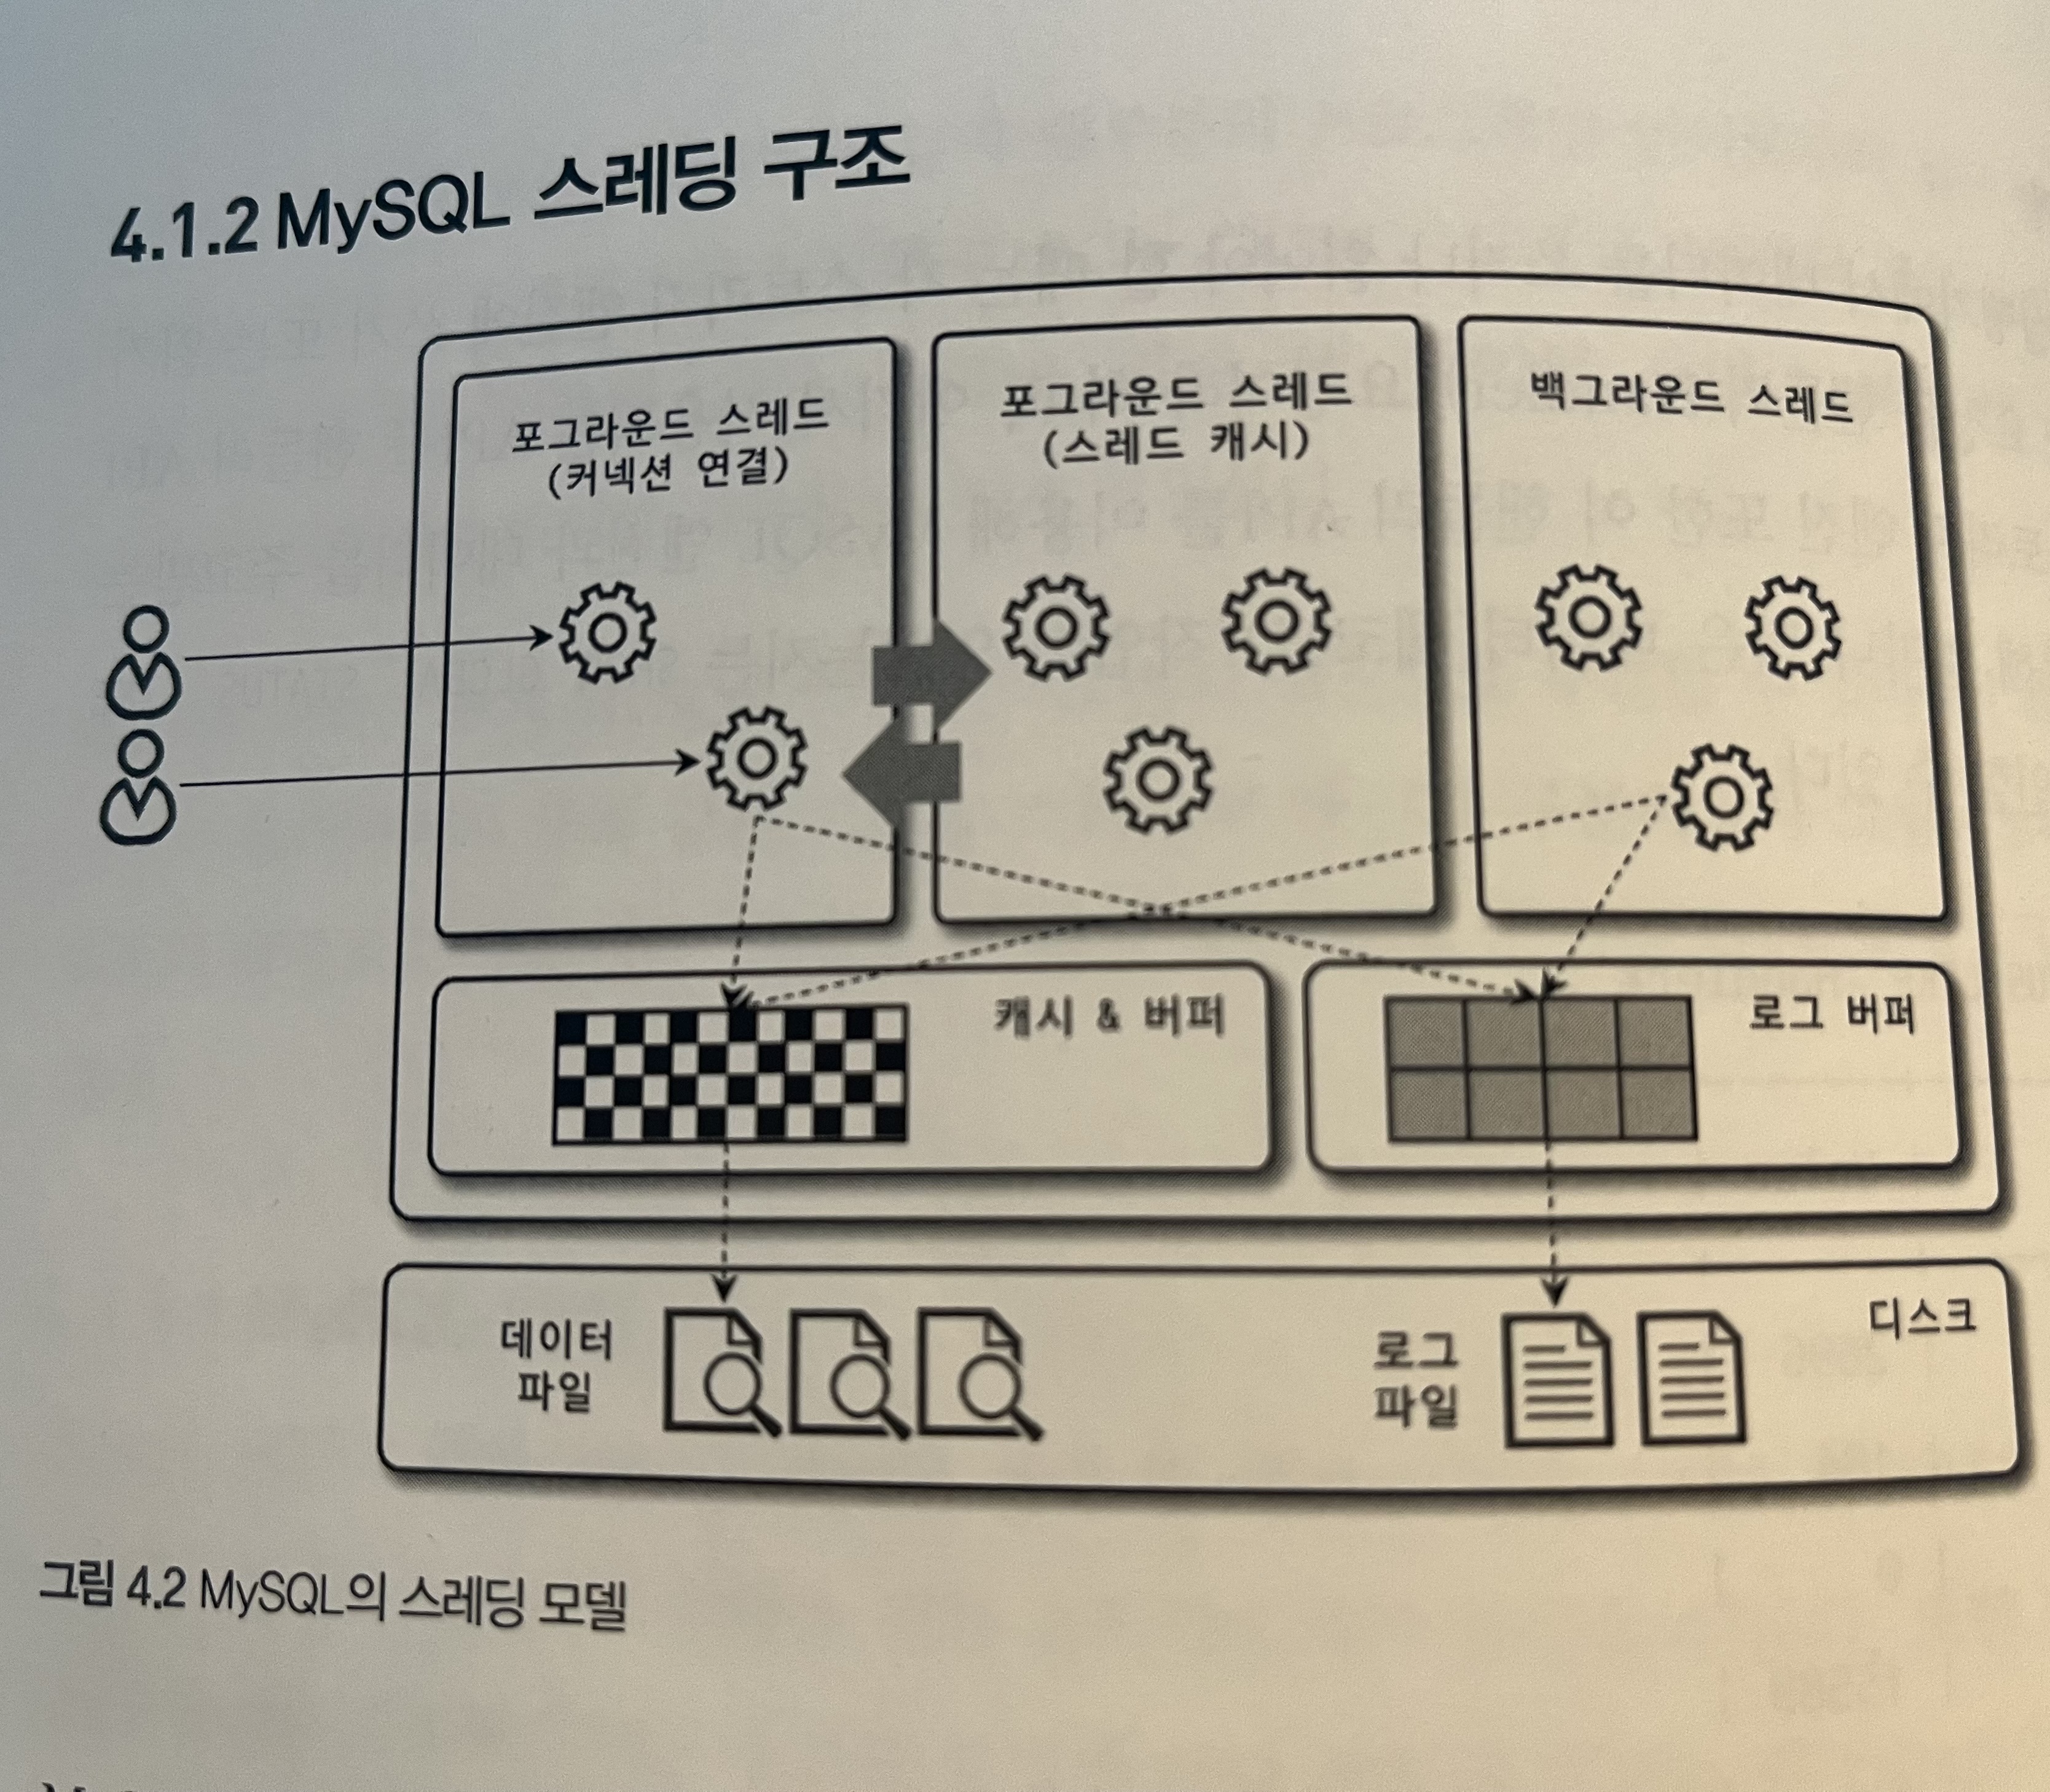 4.1.2 MySQL 스레딩 구조
포그라운드 스레드
(커넥션 연결)
포그라운드 스레드
(스레드 캐시)
백그라운드 스레드
캐시 & 버퍼
로그 버퍼
데이터
파일
로그
파일
디스크
그림 4.2 MySQL의 스레딩 모델